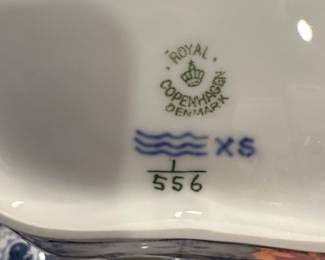 ROYAL
COPENHAGEN
DENMARK
XS
1
556